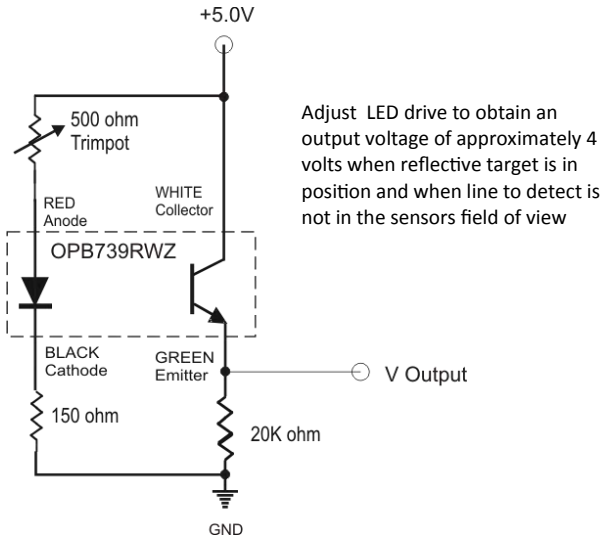 +5.0V
500 ohm
Trimpot
Adjust LED drive to obtain an
output voltage of approximately 4
volts when reflective target is in
position and when line to detect is
not in the sensors field of view
RED
Anode
WHITE
Collector
OPB739RWZ
BLACK
Cathode
GREEN
Emitter
V Output
150 ohm
20K ohm
GND